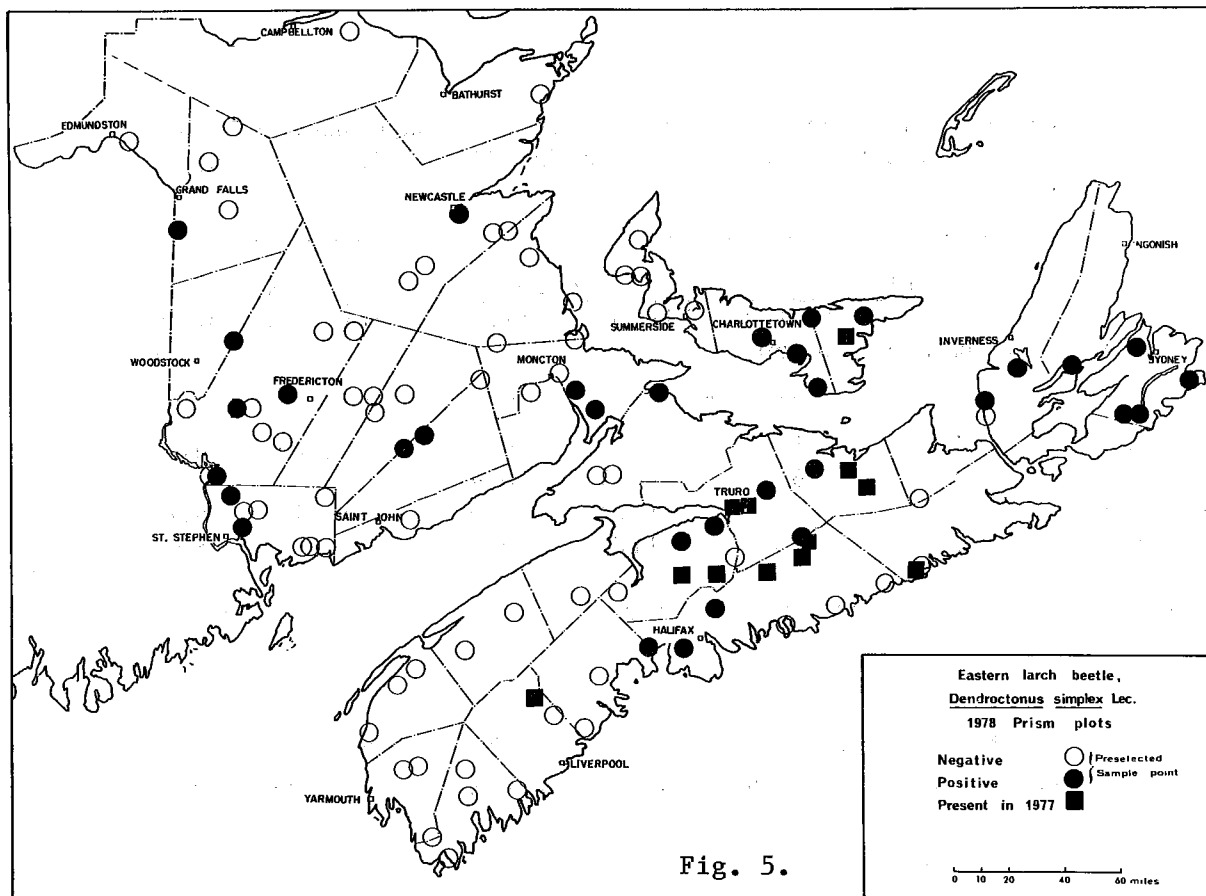 CAMPBELLTON
BATHURST
EDMUNDSTON
GRAND FALLS
NEWCASTLE
NGONISH
SUMMERSIDE
CHARLOTTETOWN
INVERNESS
SYDNEY
WOODSTOCK
MONCTON
FREDERICTON
TRURO
SAINT JOHN
ST. STEPHEN
HALIFAX
LIVERPOOL
YARMOUTH
Eastern larch beetle,
Dendroctonus simplex Lec.
1978 Prism plots
Negative Preselected
Positive Sample point
Present in 1977
0 10 20 40 60 miles
Fig. 5.